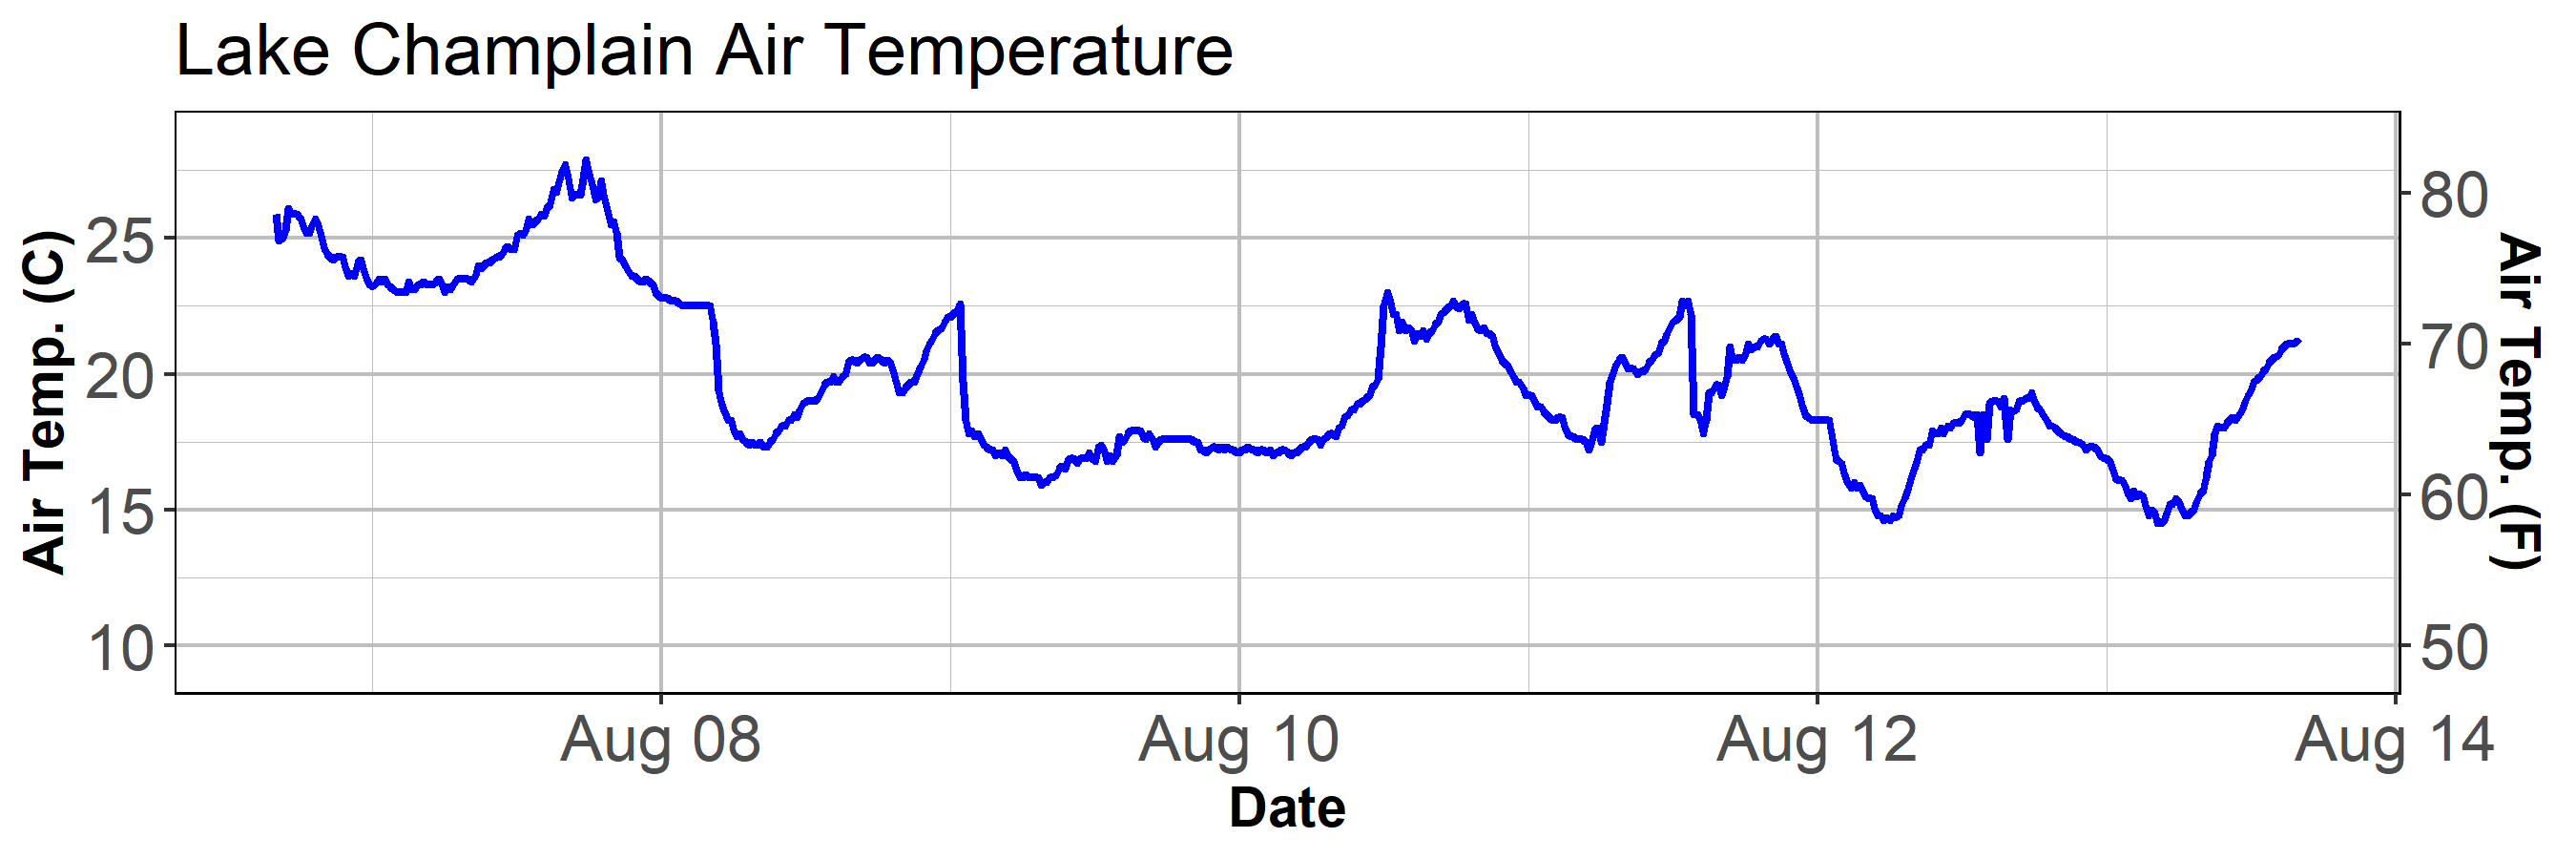 Lake Champlain Air Temperature
Air Temp. (C)
25
20
15
10
80
70
60
50
Air Temp. (F)
Aug 08
Aug 10
Aug 12
Aug 14
Date